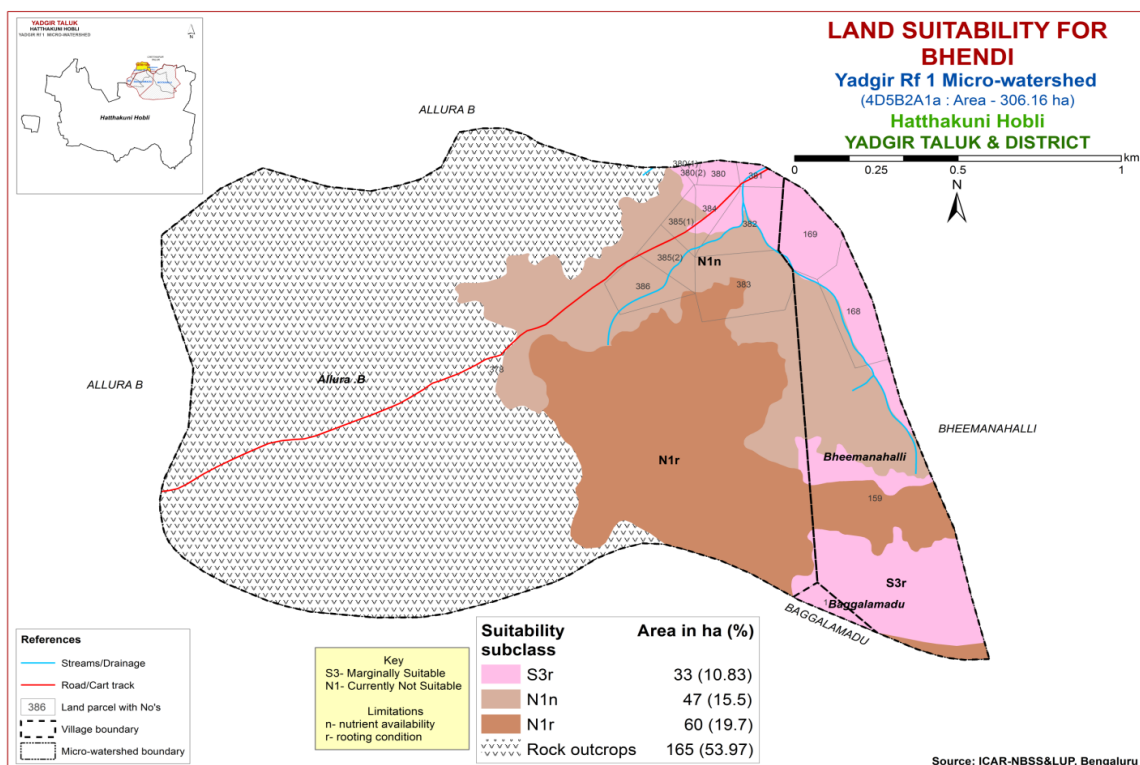 YADGIR TALUK
HATTHAKUNI HOBLI
YADGIR RF 1 MICRO-WATERSHED
N
Hatthakuni Hobli
LAND SUITABILITY FOR
BHENDI
Yadgir Rf 1 Micro-watershed
(4D5B2A1a : Area - 306.16 ha)
Hatthakuni Hobli
YADGIR TALUK & DISTRICT
km
0 0.25 0.5 1
N
ALLURA B
380(1)
380(2) 380 381
384
385(1) 382
169
385(2) N1n
386 383
168
378
Allura .B
ALLURA B
BHEEMANAHALLI
Bheemanahalli
N1r
159
S3r
Baggalamadu
BAGGALAMADU
References
Streams/Drainage
Road/Cart track
386 Land parcel with No's
Village boundary
Micro-watershed boundary
Key
S3- Marginally Suitable
N1- Currently Not Suitable
Limitations
n- nutrient availability
r- rooting condition
Suitability Area in ha (%)
subclass
S3r 33 (10.83)
N1n 47 (15.5)
N1r 60 (19.7)
Rock outcrops 165 (53.97)
Source: ICAR-NBSS&LUP, Bengaluru